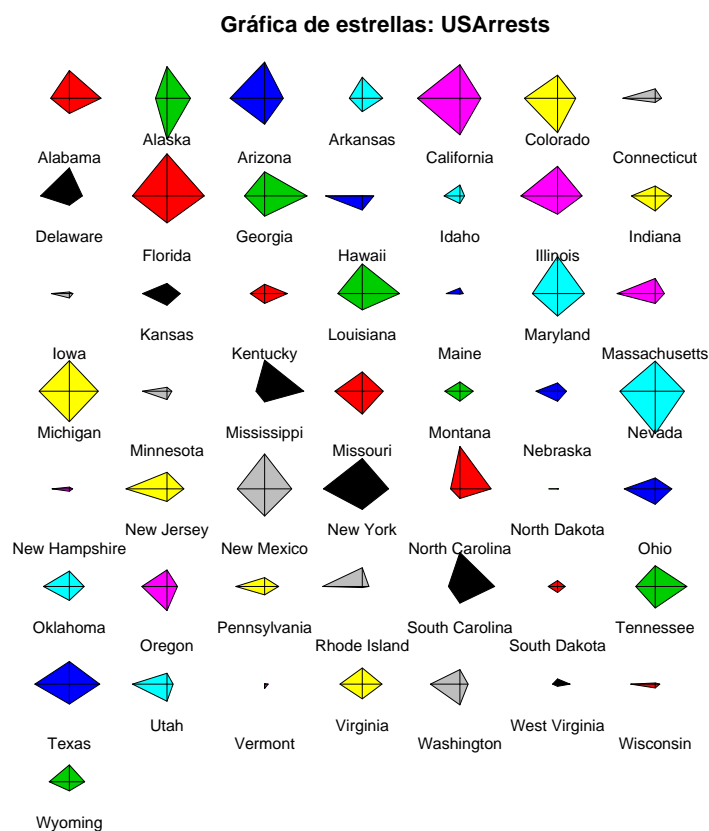 Gráfica de estrellas: USArrests
Alabama
Alaska
Arizona
Arkansas
California
Colorado
Connecticut
Delaware
Florida
Georgia
Hawaii
Idaho
Illinois
Indiana
Iowa
Kansas
Kentucky
Louisiana
Maine
Maryland
Massachusetts
Michigan
Minnesota
Mississippi
Missouri
Montana
Nebraska
Nevada
New Hampshire
New Jersey
New Mexico
New York
North Carolina
North Dakota
Ohio
Oklahoma
Oregon
Pennsylvania
Rhode Island
South Carolina
South Dakota
Tennessee
Texas
Utah
Vermont
Virginia
Washington
West Virginia
Wisconsin
Wyoming